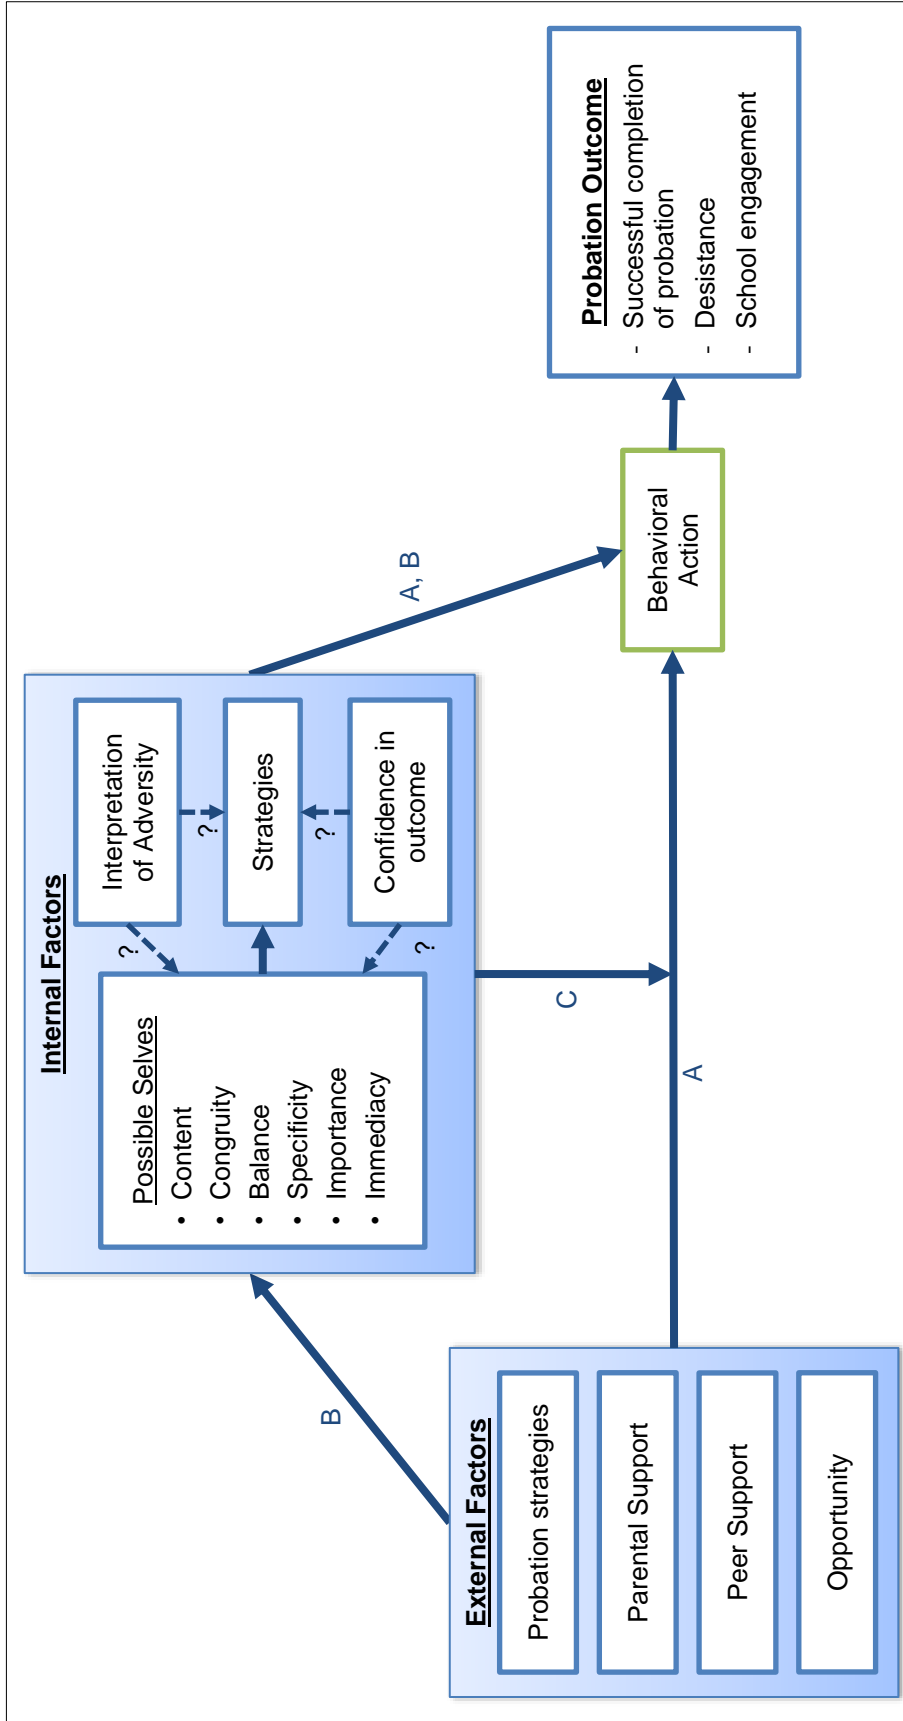 Internal Factors
Possible Selves
• Content
• Congruity
• Balance
• Specificity
• Importance
• Immediacy
Interpretation
of Adversity
Strategies
Confidence in
outcome
?
?
?
?
External Factors
Probation strategies
Parental Support
Peer Support
Opportunity
B
C
A
A, B
Behavioral
Action
Probation Outcome
- Successful completion
of probation
- Desistance
- School engagement